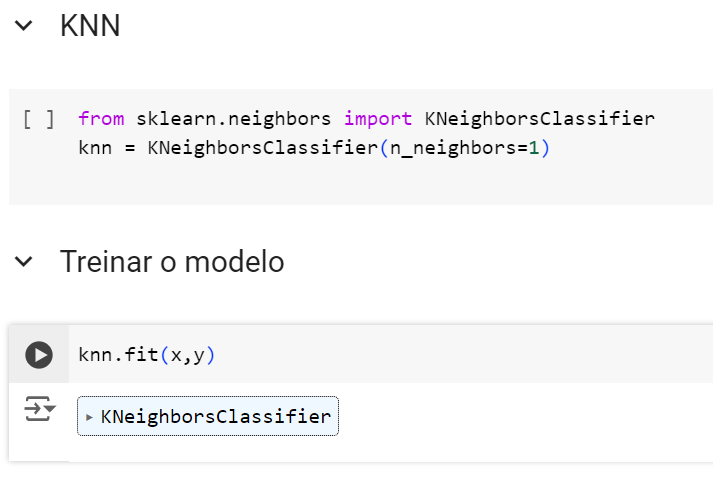 KNN
[ ] from sklearn.neighbors import KNeighborsClassifier
knn = KNeighborsClassifier(n_neighbors=1)
Treinar o modelo
knn.fit(x,y)
▸ KNeighborsClassifier